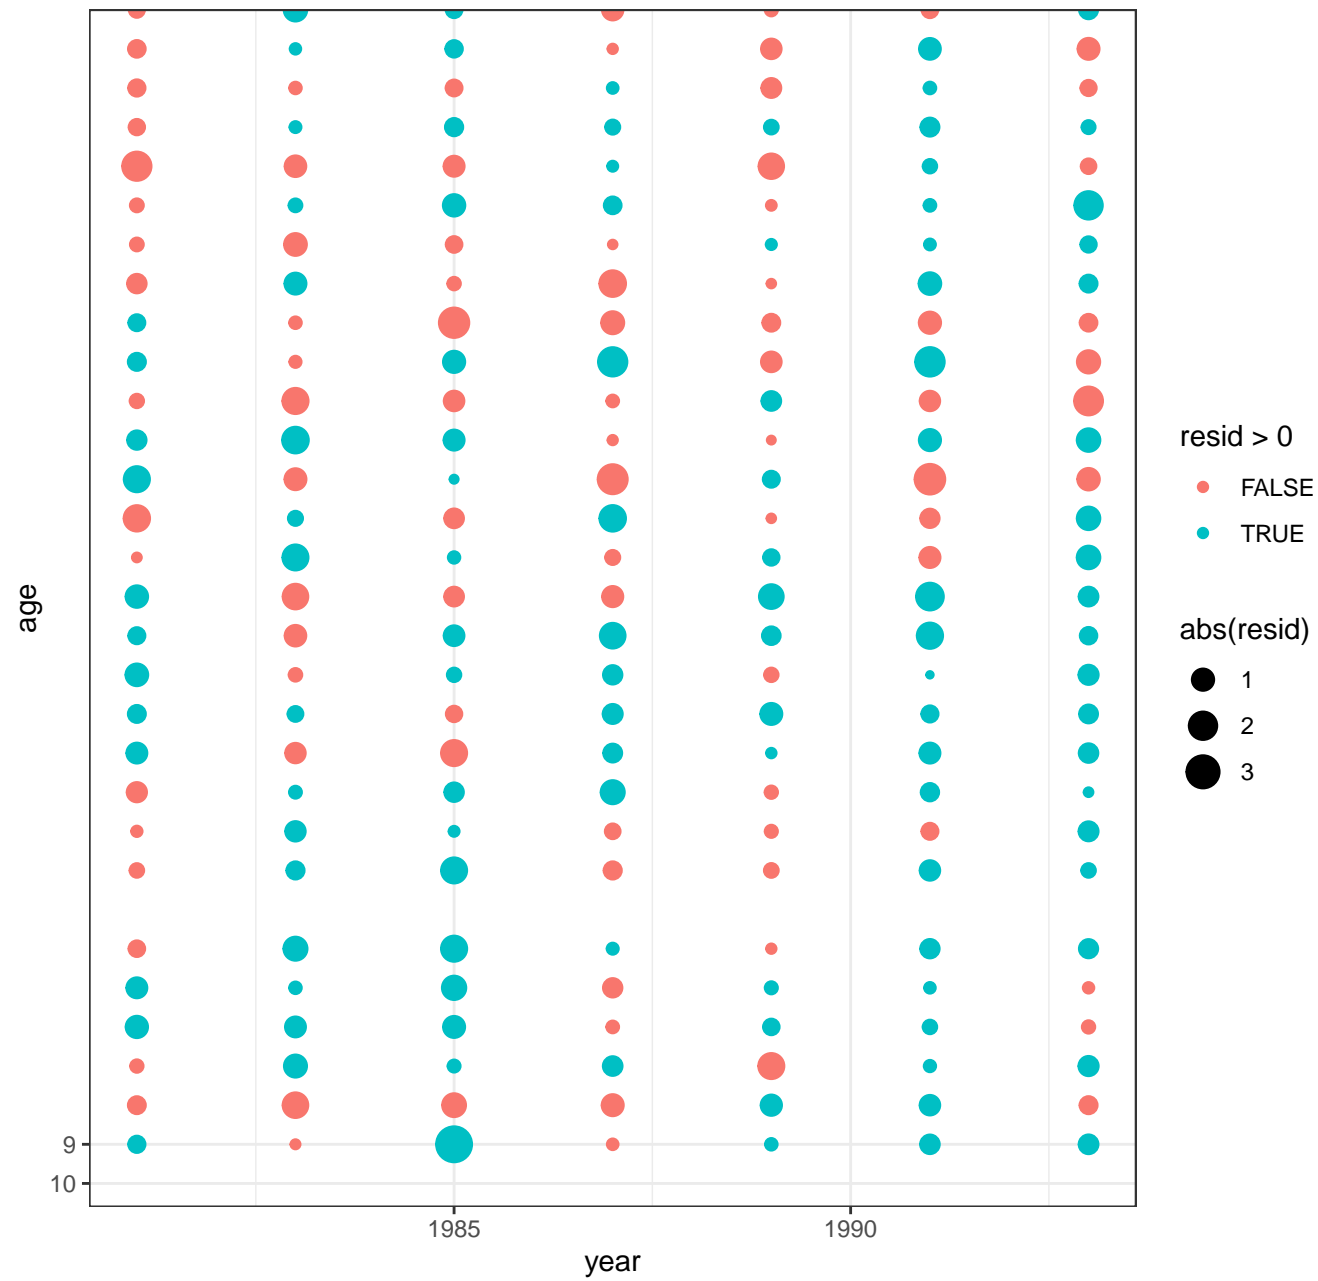 age
9
10
1985
1990
year
resid > 0
FALSE
TRUE
abs(resid)
1
2
3